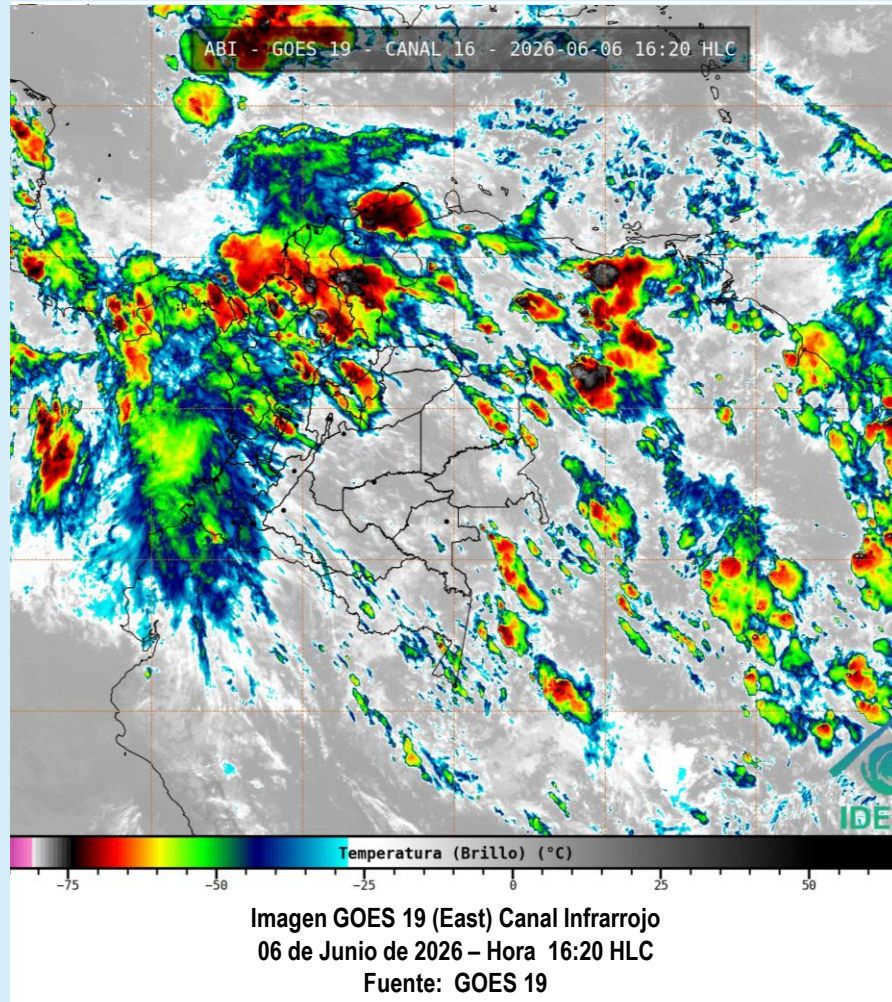 ABI - GOES 19 - CANAL 16 - 2026-06-06 16:20 HLC
Temperatura (Brillo) (°C)
−75 −50 −25 0 25 50
Imagen GOES 19 (East) Canal Infrarrojo
06 de Junio de 2026 – Hora 16:20 HLC
Fuente: GOES 19